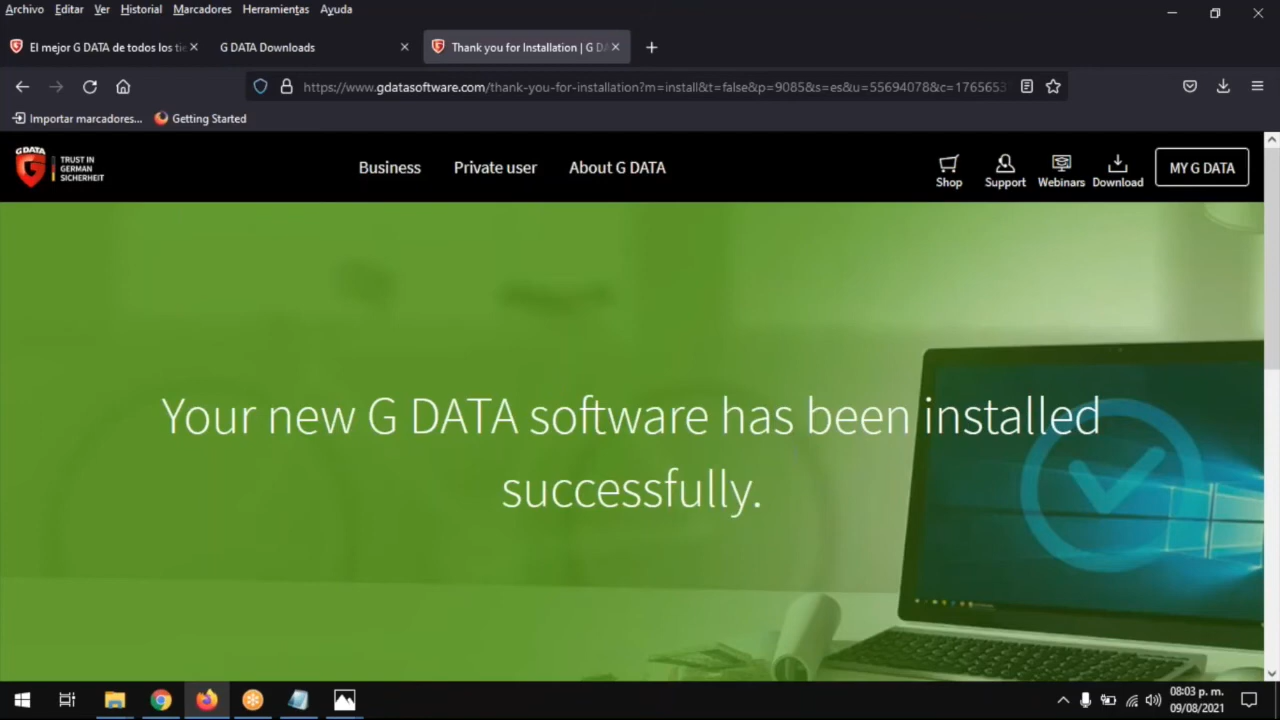 Archivo Editar Ver Historial Marcadores Herramientas Ayuda
El mejor G DATA de todos los tie
G DATA Downloads
Thank you for Installation | G DA
https://www.gdatasoftware.com/thank-you-for-installation?m=install&t=false&p=9085&s=es&u=55694078&c=1765653
Importar marcadores... Getting Started
G DATA
TRUST IN
GERMAN
SICHERHEIT
Business Private user About G DATA
Shop Support Webinars Download MY G DATA
Your new G DATA software has been installed
successfully.
08:03 p. m.
09/08/2021